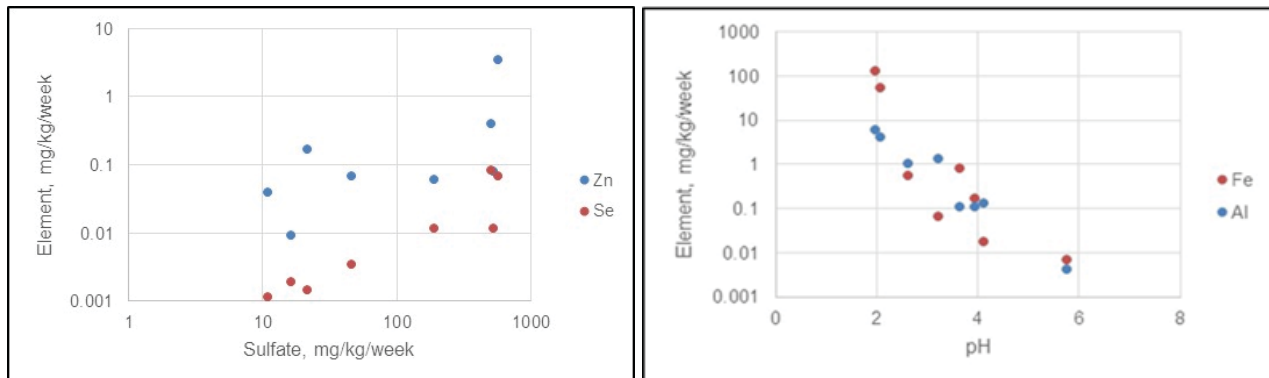 Element, mg/kg/week
10
1
0.1
0.01
0.001
1 10 100 1000
Sulfate, mg/kg/week
Zn
Se
Element, mg/kg/week
1000
100
10
1
0.1
0.01
0.001
0 2 4 6 8
pH
Fe
Al